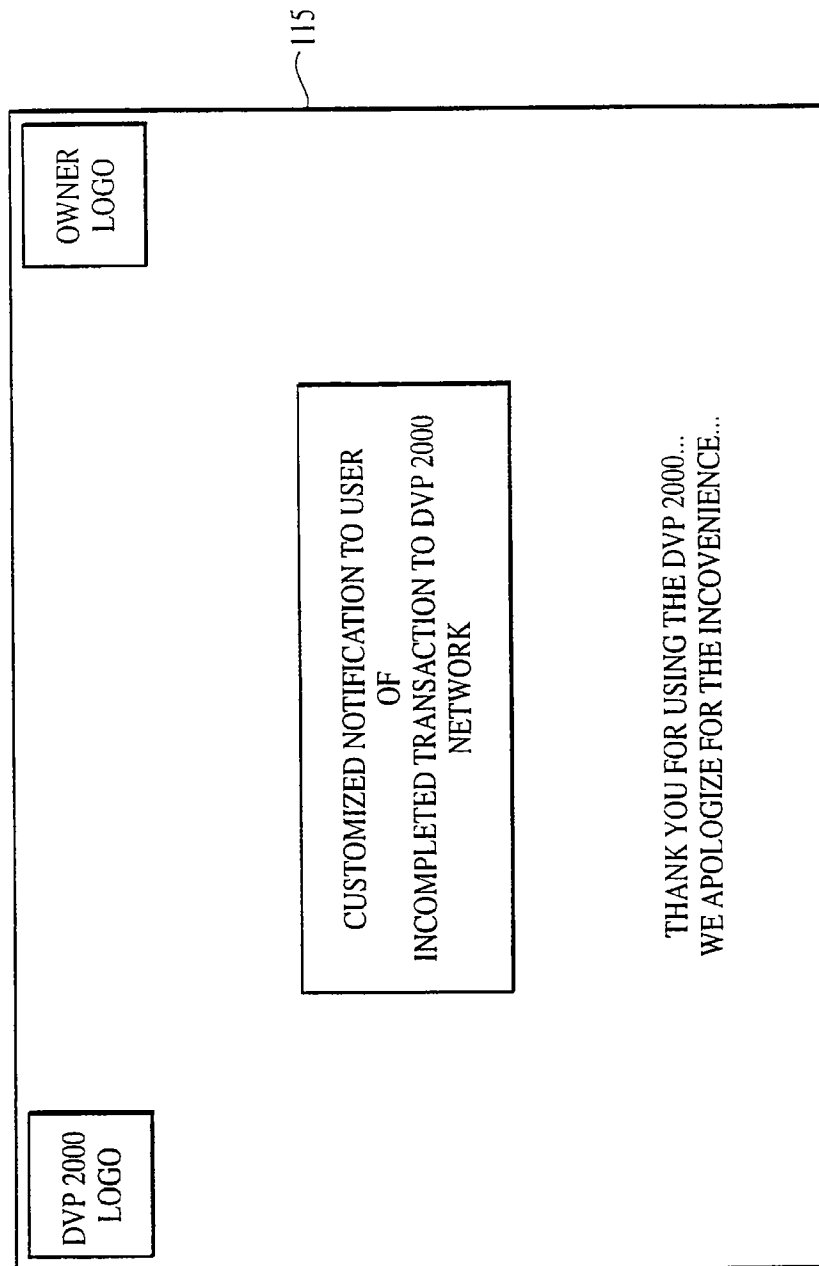 DVP 2000
LOGO
OWNER
LOGO
115
CUSTOMIZED NOTIFICATION TO USER
OF
INCOMPLETED TRANSACTION TO DVP 2000
NETWORK
THANK YOU FOR USING THE DVP 2000...
WE APOLOGIZE FOR THE INCOVENIENCE...